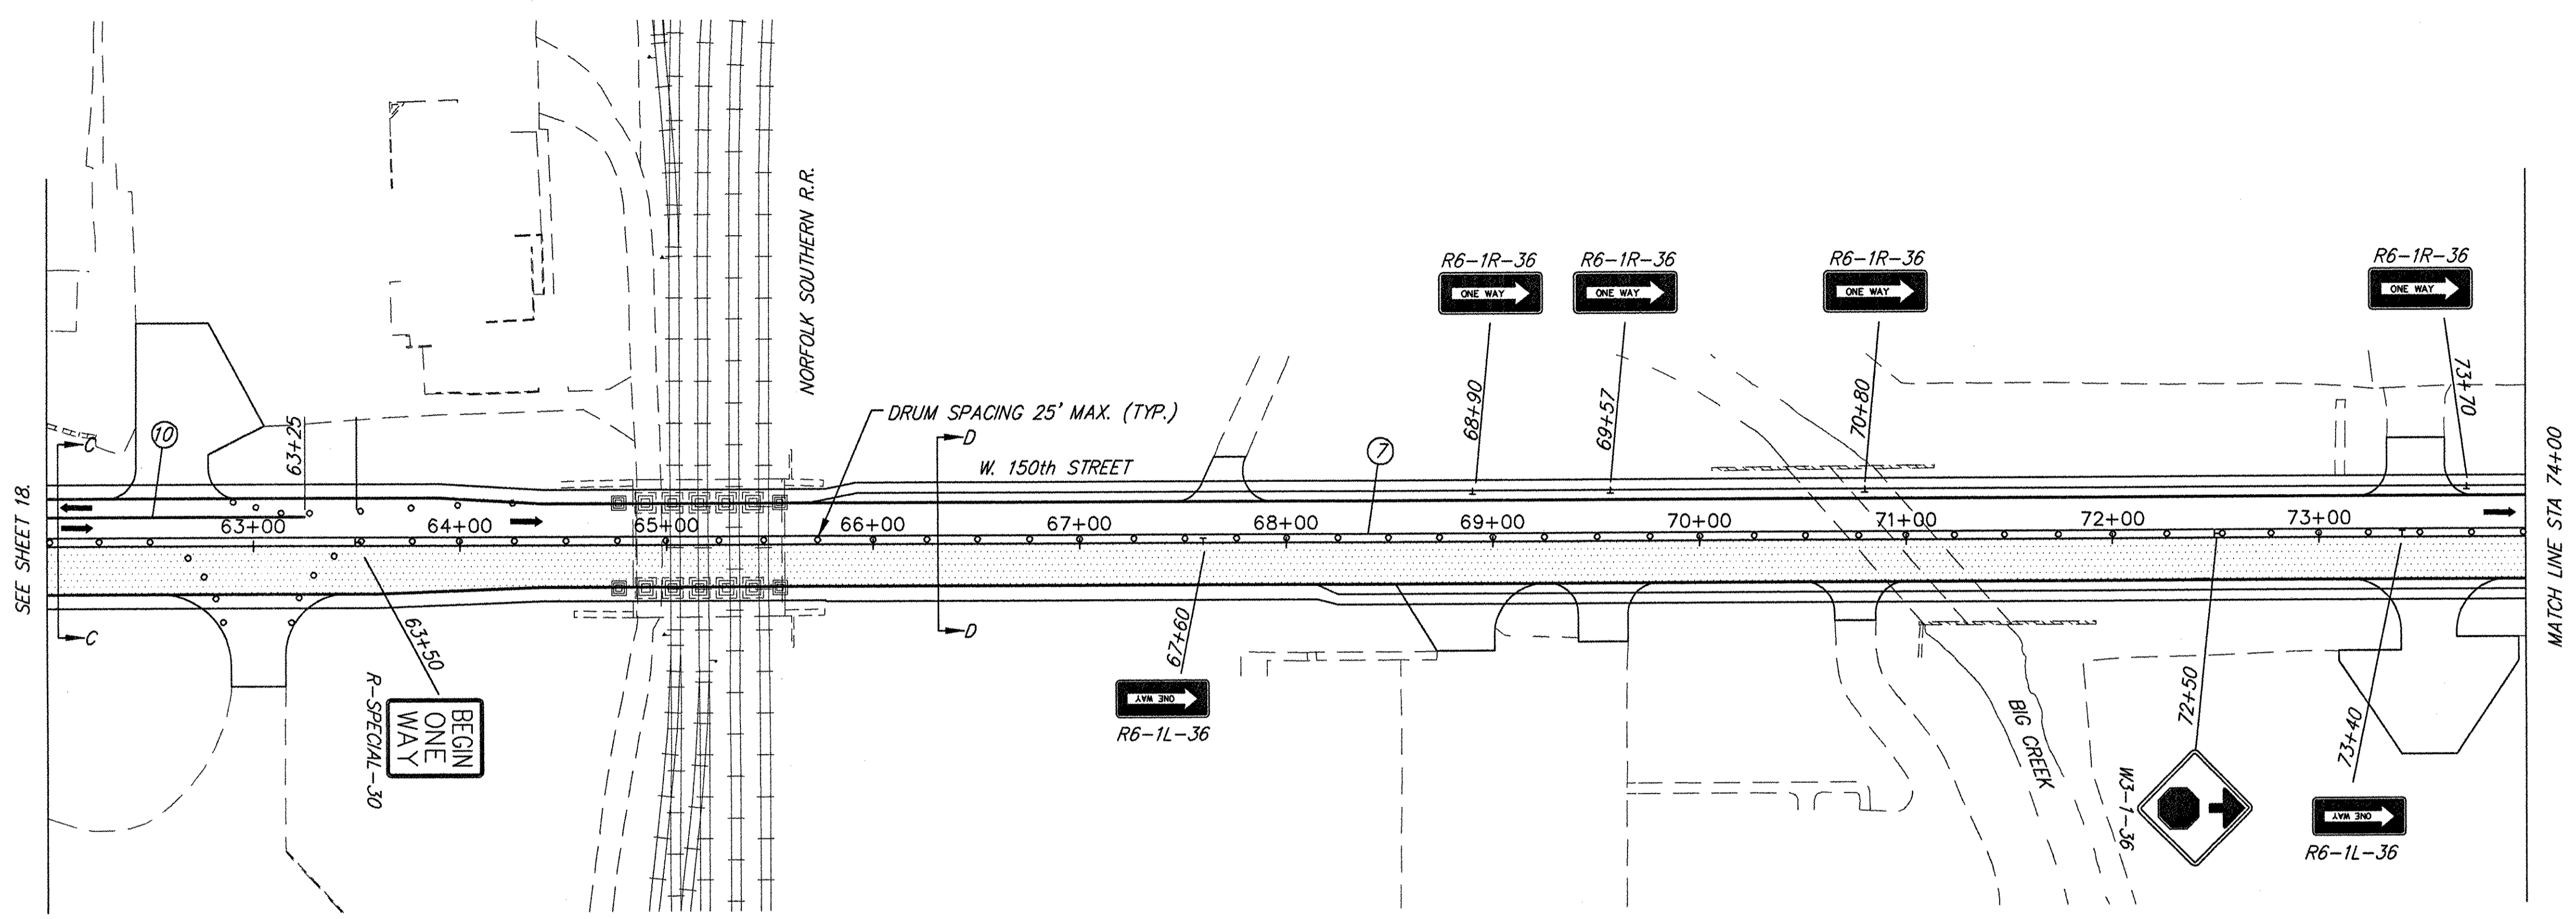 SEE SHEET 18.
C
C
10
63+25
63+00
64+00
65+00
66+00
67+00
68+00
69+00
70+00
71+00
72+00
73+00
NORFOLK SOUTHERN R.R.
DRUM SPACING 25' MAX. (TYP.)
D
D
W. 150th STREET
7
R6-1R-36
ONE WAY
68+90
R6-1R-36
ONE WAY
69+57
R6-1R-36
ONE WAY
70+80
R6-1R-36
ONE WAY
73+70
63+50
BEGIN
ONE
WAY
R-SPECIAL-30
67+60
ONE WAY
R6-1L-36
BIG CREEK
72+50
W3-1-36
73+40
ONE WAY
R6-1L-36
MATCH LINE STA 74+00